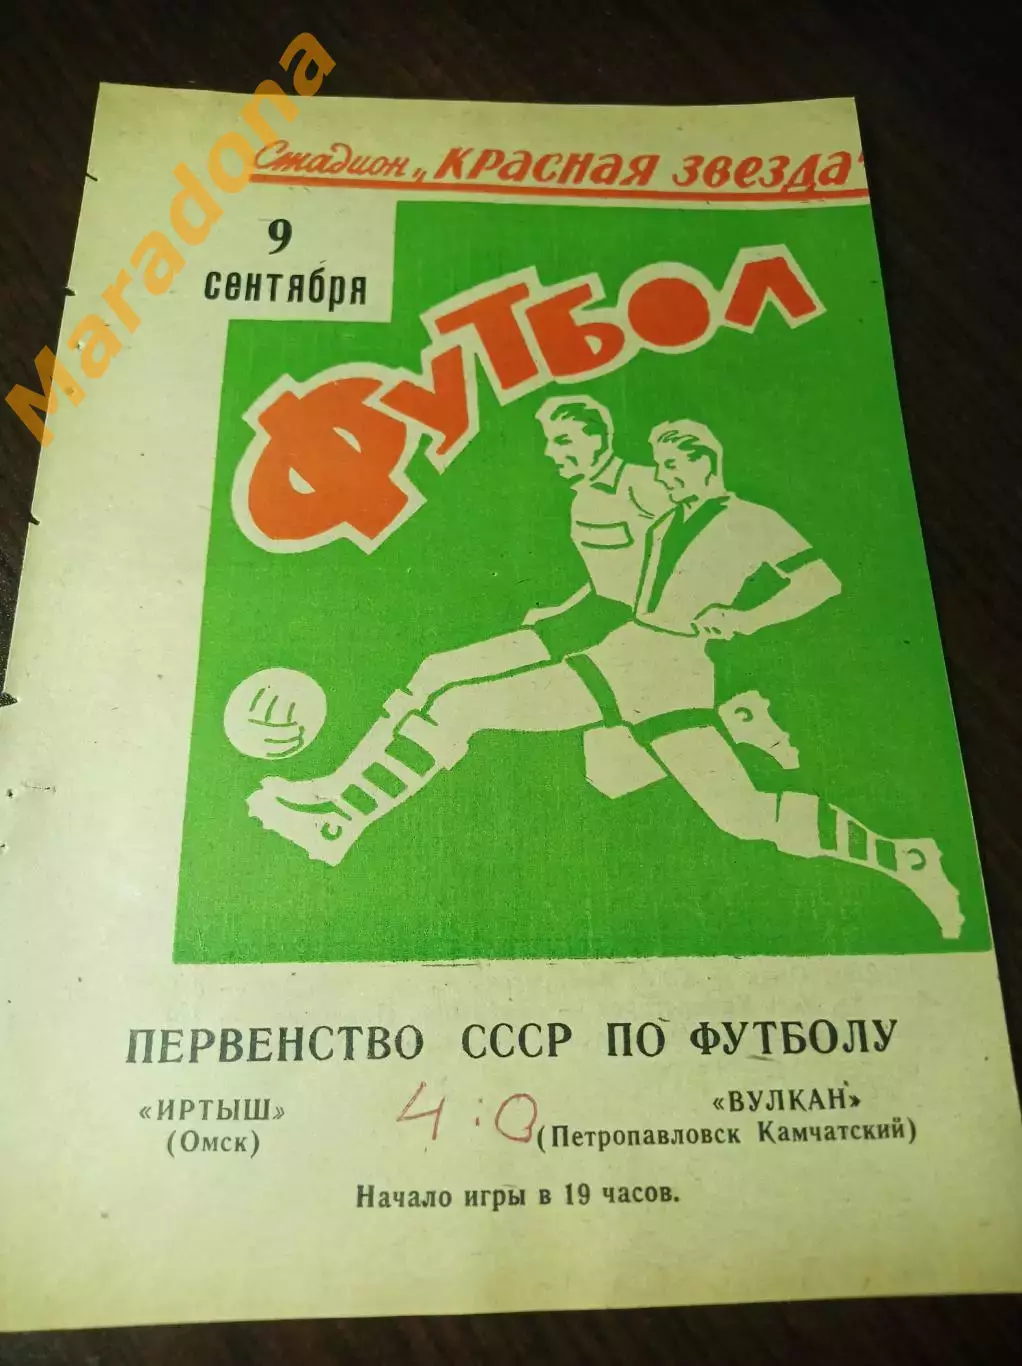 Maradona
Стадион „КРАСНАЯ ЗВЕЗДА"
9
сентября
ФУТБОЛ
ПЕРВЕНСТВО СССР ПО ФУТБОЛУ
«ИРТЫШ» 4:0 «ВУЛКАН»
(Омск) (Петропавловск Камчатский)
Начало игры в 19 часов.